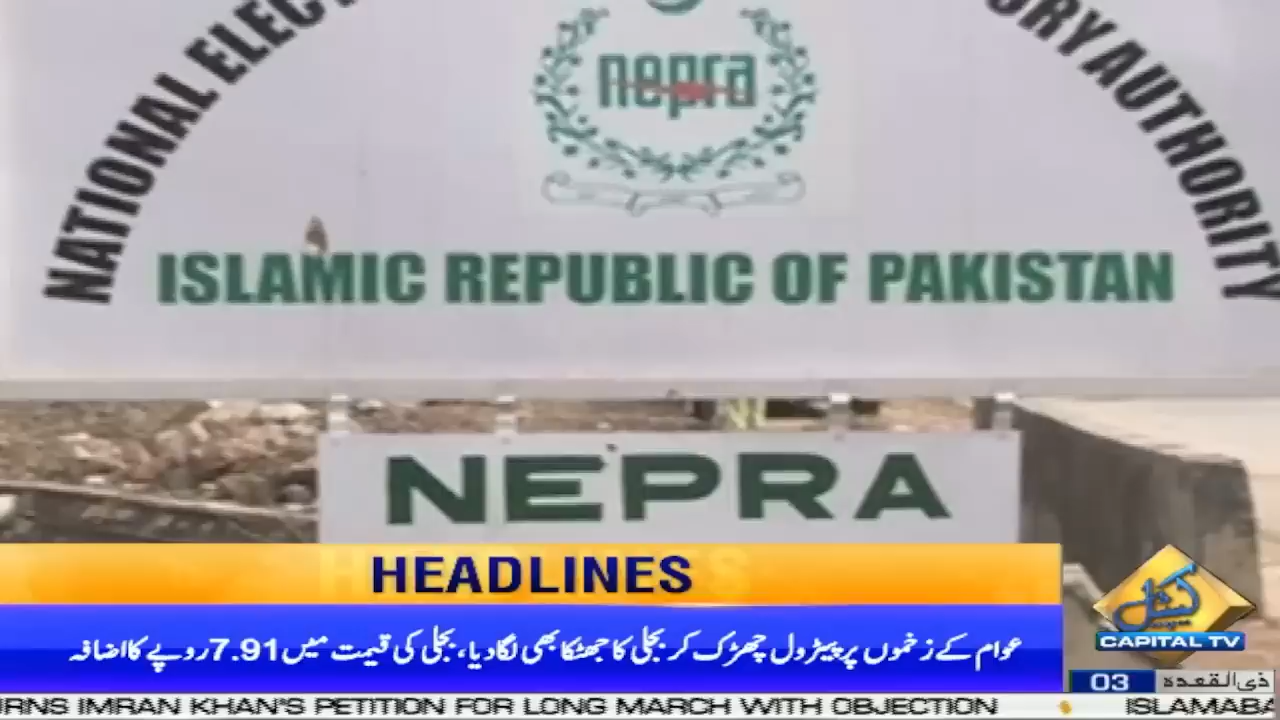 NATIONAL ELEC
ORY AUTHORITY
nepra
ISLAMIC REPUBLIC OF PAKISTAN
NEPRA
HEADLINES
عوام کے زخموں پر پیٹرول چھڑک کر بجلی کا جھٹکا بھی لگا دیا، بجلی کی قیمت میں 7.91 روپے کا اضافہ
کیپیٹل
CAPITAL TV
03 ذی القعدہ
RNS IMRAN KHAN'S PETITION FOR LONG MARCH WITH OBJECTION ISLAMABA